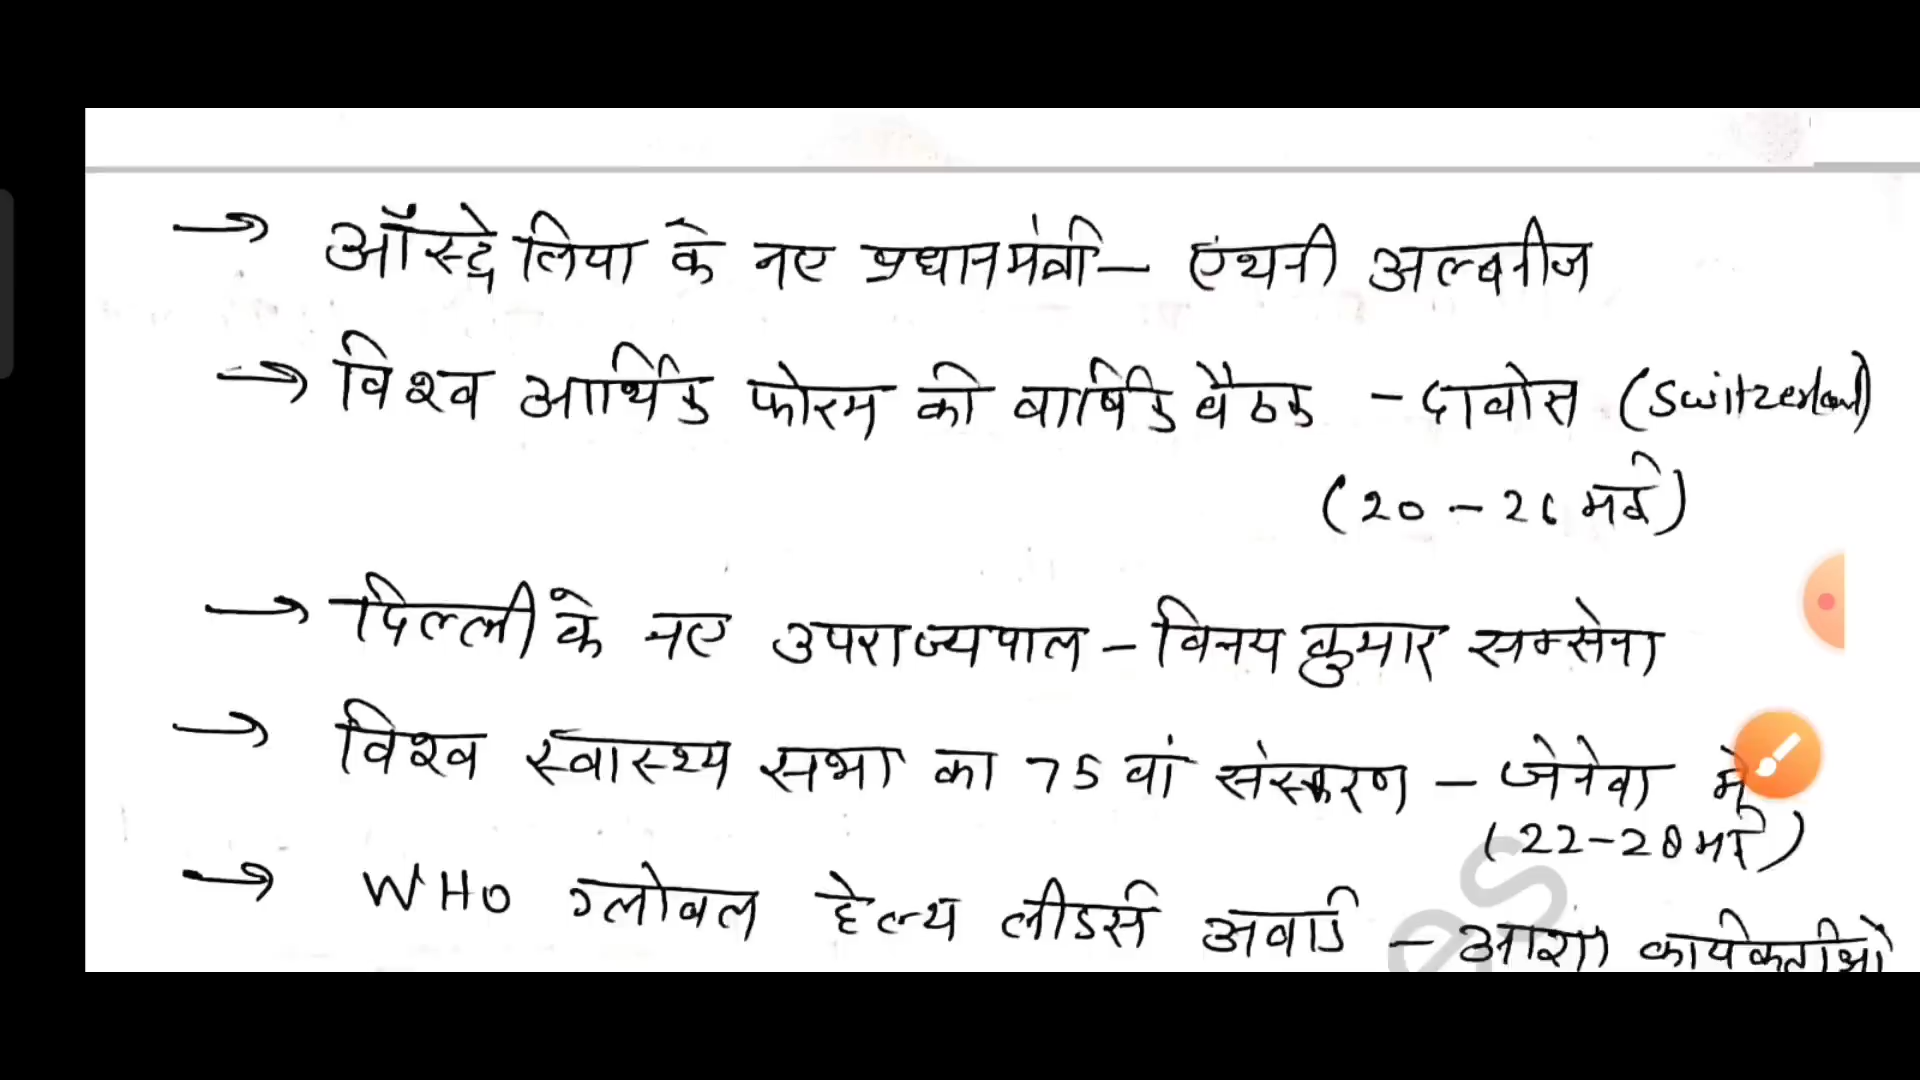 → ऑस्ट्रेलिया के नए प्रधानमंत्री – एंथनी अल्बनीज
→ विश्व आर्थिक फोरम की वार्षिक बैठक – दावोस (Switzerland)
(20 – 26 मई)
→ दिल्ली के नए उपराज्यपाल – विनय कुमार सक्सेना
→ विश्व स्वास्थ्य सभा का 75 वां संस्करण – जेनेवा में
(22-28 मई)
→ WHO ग्लोबल हेल्थ लीडर्स अवार्ड – आशा कार्यकर्ताओं
es